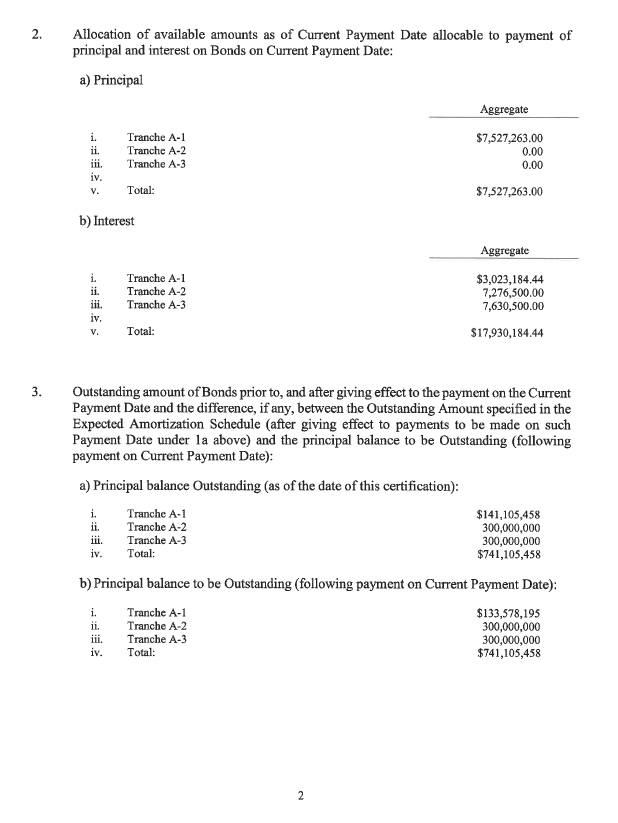 2. Allocation of available amounts as of Current Payment Date allocable to payment of
principal and interest on Bonds on Current Payment Date:
a) Principal
Aggregate
i. Tranche A-1 $7,527,263.00
ii. Tranche A-2 0.00
iii. Tranche A-3 0.00
iv.
v. Total: $7,527,263.00
b) Interest
Aggregate
i. Tranche A-1 $3,023,184.44
ii. Tranche A-2 7,276,500.00
iii. Tranche A-3 7,630,500.00
iv.
v. Total: $17,930,184.44
3. Outstanding amount of Bonds prior to, and after giving effect to the payment on the Current
Payment Date and the difference, if any, between the Outstanding Amount specified in the
Expected Amortization Schedule (after giving effect to payments to be made on such
Payment Date under 1a above) and the principal balance to be Outstanding (following
payment on Current Payment Date):
a) Principal balance Outstanding (as of the date of this certification):
i. Tranche A-1 $141,105,458
ii. Tranche A-2 300,000,000
iii. Tranche A-3 300,000,000
iv. Total: $741,105,458
b) Principal balance to be Outstanding (following payment on Current Payment Date):
i. Tranche A-1 $133,578,195
ii. Tranche A-2 300,000,000
iii. Tranche A-3 300,000,000
iv. Total: $741,105,458
2